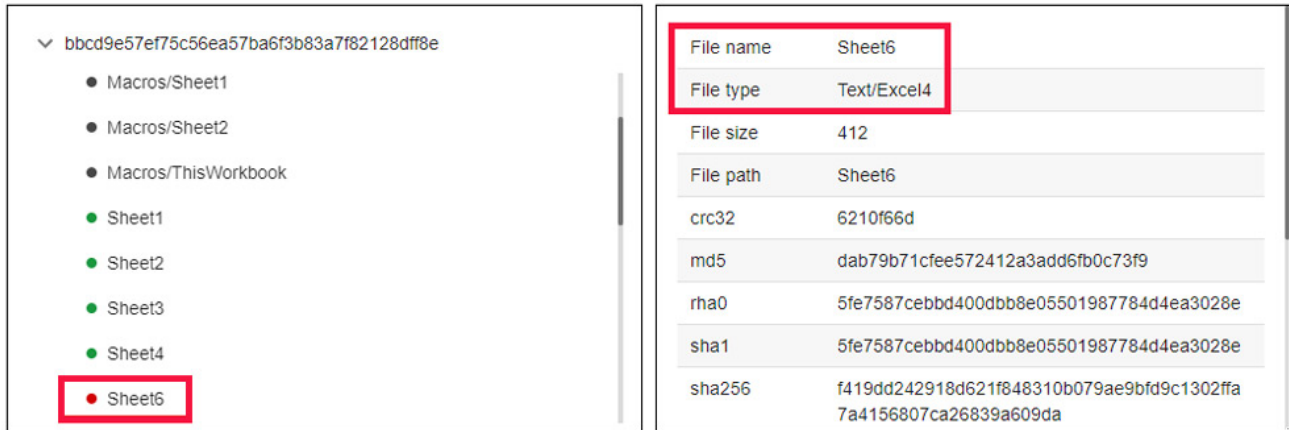 bbcd9e57ef75c56ea57ba6f3b83a7f82128dff8e
Macros/Sheet1
Macros/Sheet2
Macros/ThisWorkbook
Sheet1
Sheet2
Sheet3
Sheet4
Sheet6
File name Sheet6
File type Text/Excel4
File size 412
File path Sheet6
crc32 6210f66d
md5 dab79b71cfee572412a3add6fb0c73f9
rha0 5fe7587cebbd400dbb8e05501987784d4ea3028e
sha1 5fe7587cebbd400dbb8e05501987784d4ea3028e
sha256 f419dd242918d621f848310b079ae9bfd9c1302ffa
7a4156807ca26839a609da